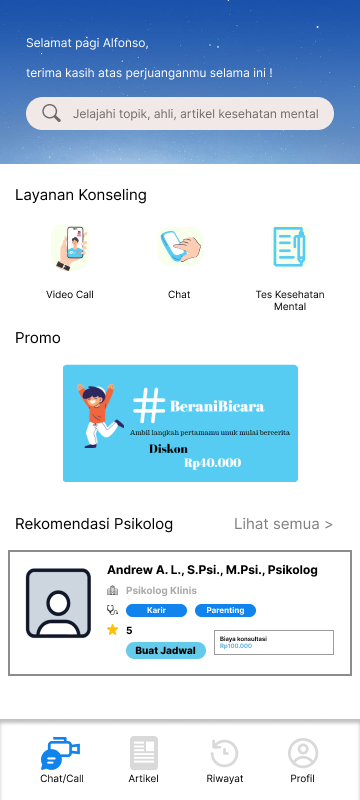 Selamat pagi Alfonso,
terima kasih atas perjuanganmu selama ini !
Jelajahi topik, ahli, artikel kesehatan mental
Layanan Konseling
Video Call
Chat
Tes Kesehatan
Mental
Promo
#BeraniBicara
Ambil langkah pertamamu unuk mulai bercerita
Diskon
Rp40.000
Rekomendasi Psikolog
Lihat semua >
Andrew A. L., S.Psi., M.Psi., Psikolog
Psikolog Klinis
Karir
Parenting
5
Biaya konsultasi
Rp100.000
Buat Jadwal
Chat/Call
Artikel
Riwayat
Profil